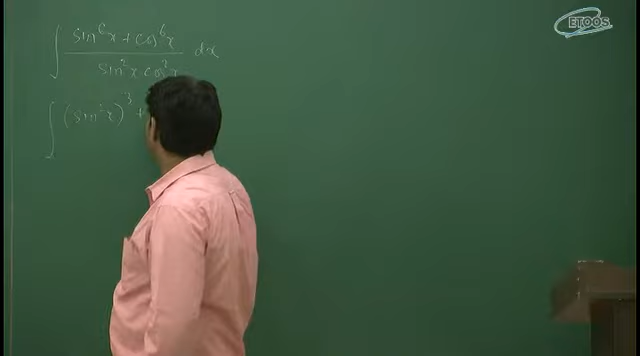 ∫ sin⁶x + cos⁶x / sin²x cos²x dx
∫ (sin²x)³ +
ETOOS